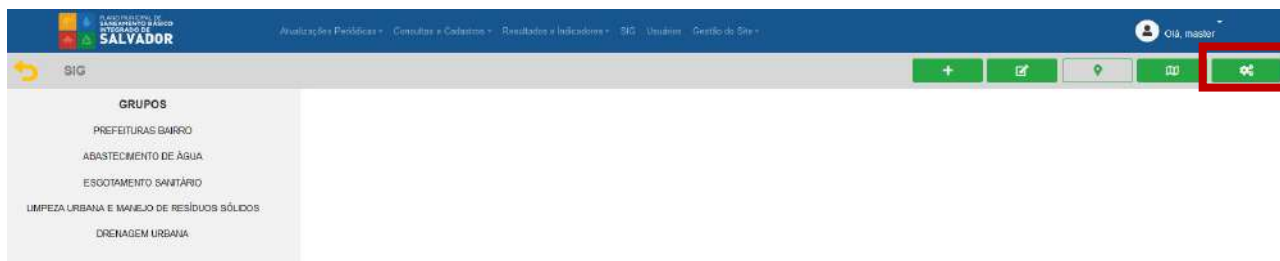 PLANO MUNICIPAL DE
SANEAMENTO BÁSICO
INTEGRADO DE
SALVADOR
Atualizações Periódicas Consultas e Cadastros Resultados e Indicadores SIG Usuários Gestão do Site
Olá, master
SIG
GRUPOS
PREFEITURAS BAIRRO
ABASTECIMENTO DE ÁGUA
ESGOTAMENTO SANITÁRIO
LIMPEZA URBANA E MANEJO DE RESÍDUOS SÓLIDOS
DRENAGEM URBANA